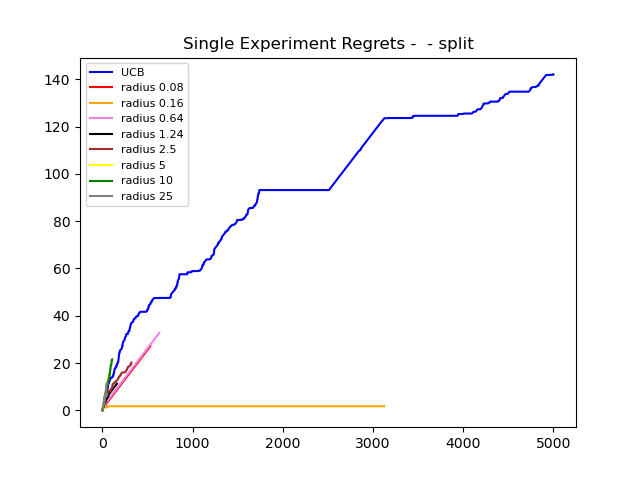 Single Experiment Regrets -  - split
UCB
radius 0.08
radius 0.16
radius 0.64
radius 1.24
radius 2.5
radius 5
radius 10
radius 25
140
120
100
80
60
40
20
0
0 1000 2000 3000 4000 5000